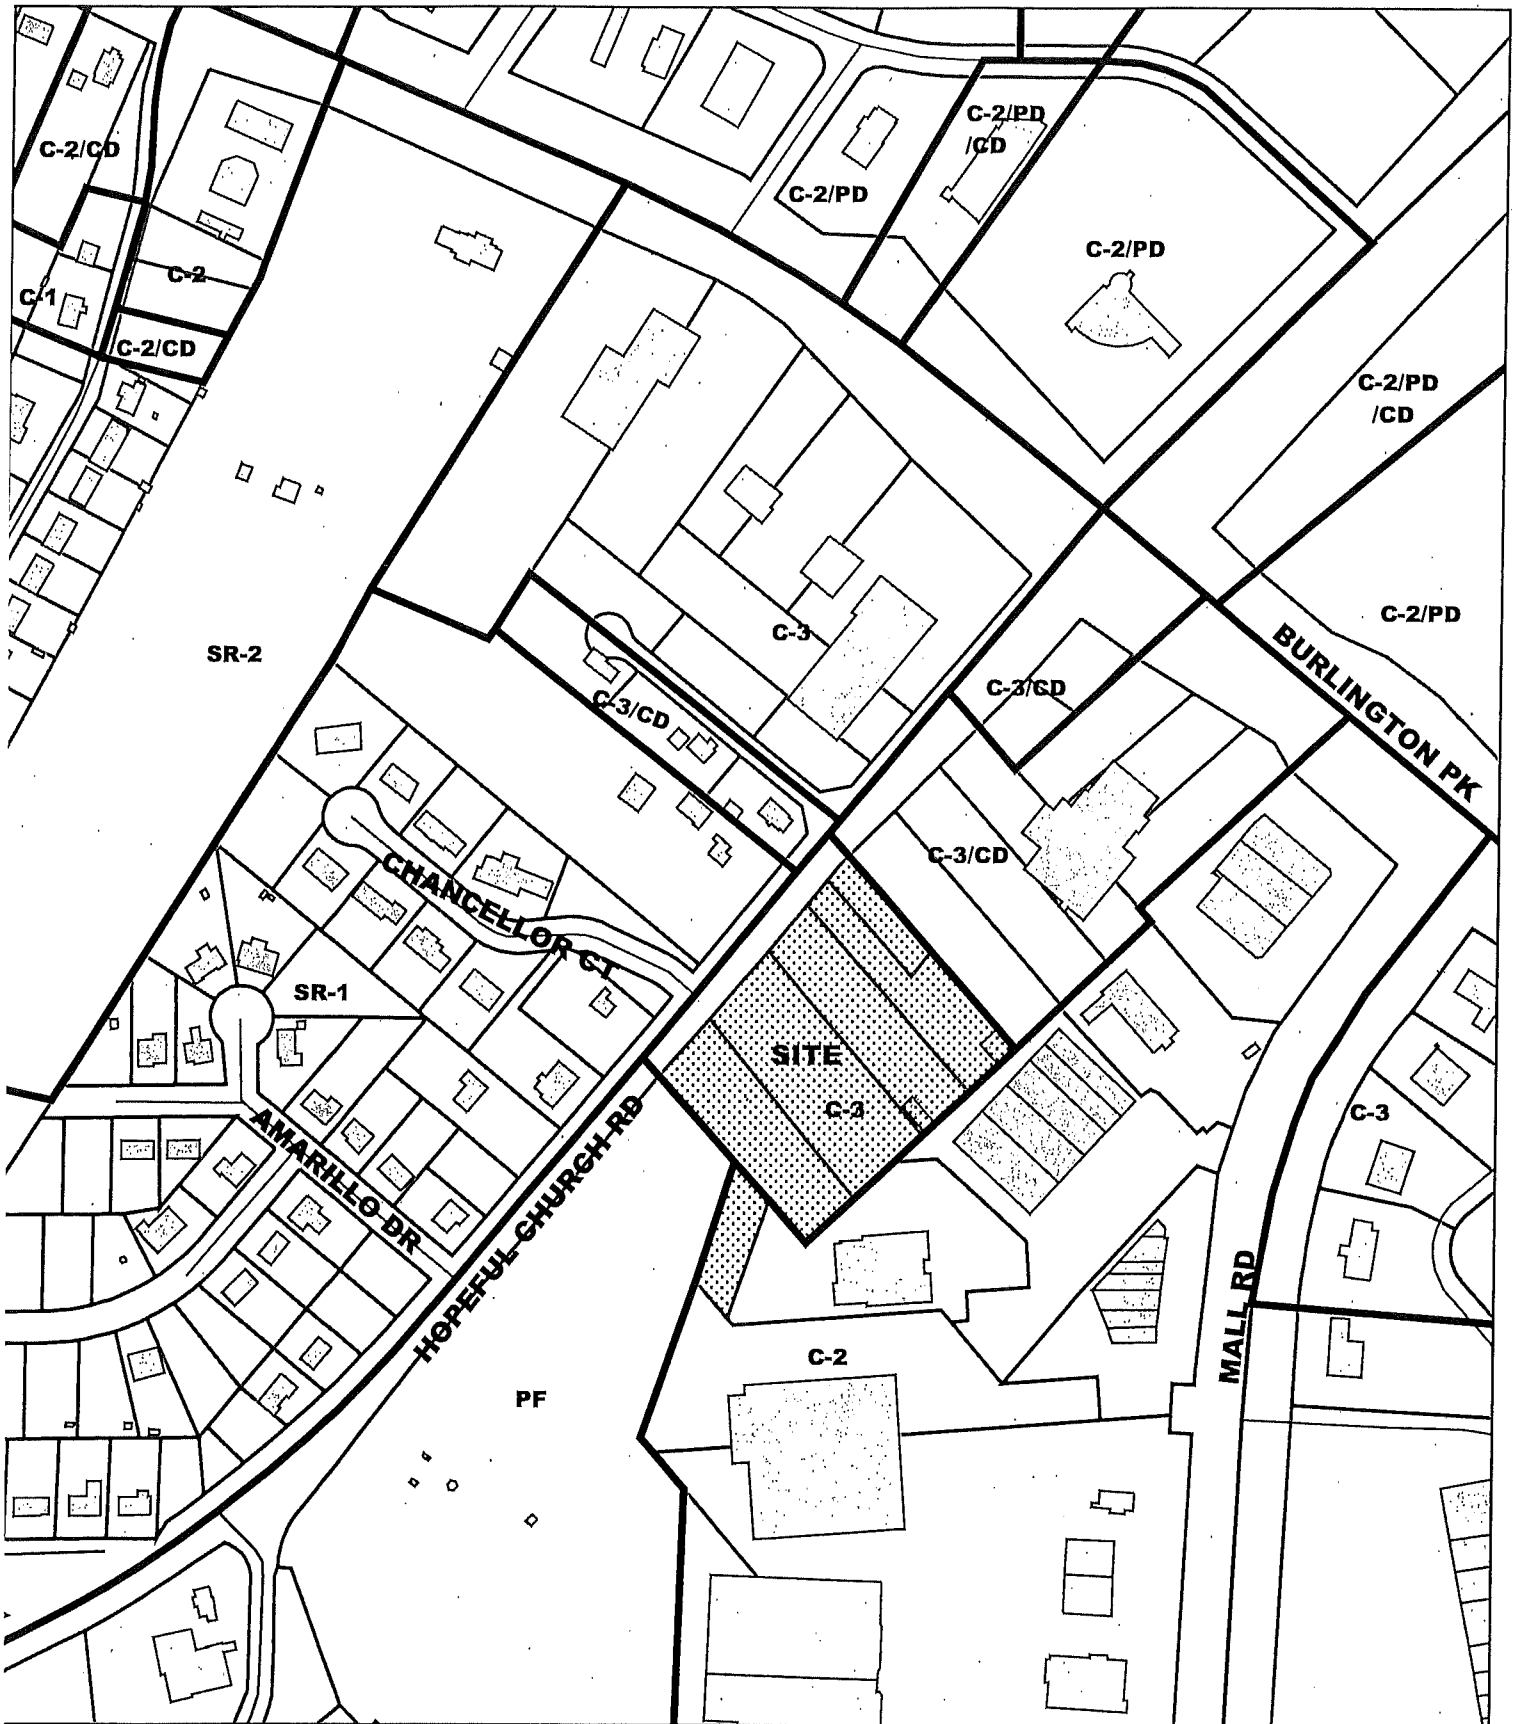 C-2/PD
/CD
C-2/CD
C-2/PD
C-2/PD
C-2
C-1
C-2/CD
C-2/PD
/CD
C-2/PD
C-3
SR-2
BURLINGTON PK
C-3/CD
C-3/CD
C-3/CD
CHANCELLOR CT
SR-1
SITE
C-3
C-3
AMARILLO DR
HOPEFUL CHURCH RD
MALL RD
C-2
PF